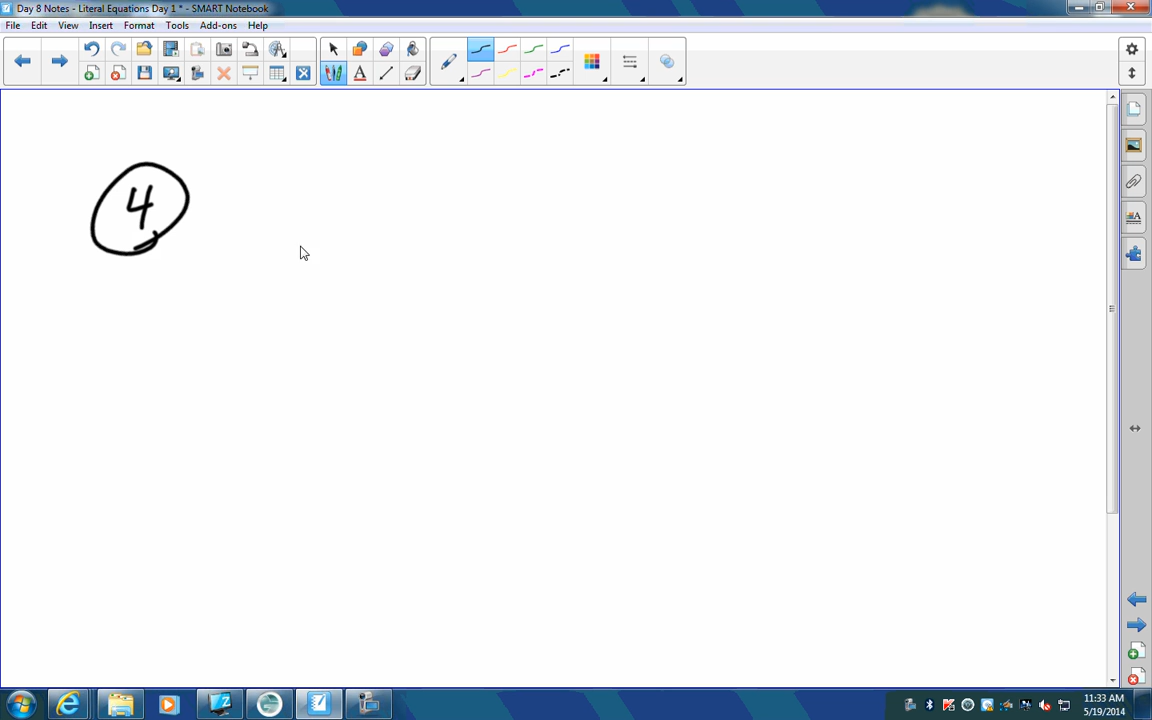 Day 8 Notes - Literal Equations Day 1 * - SMART Notebook
File Edit View Insert Format Tools Add-ons Help
4
11:33 AM
5/19/2014